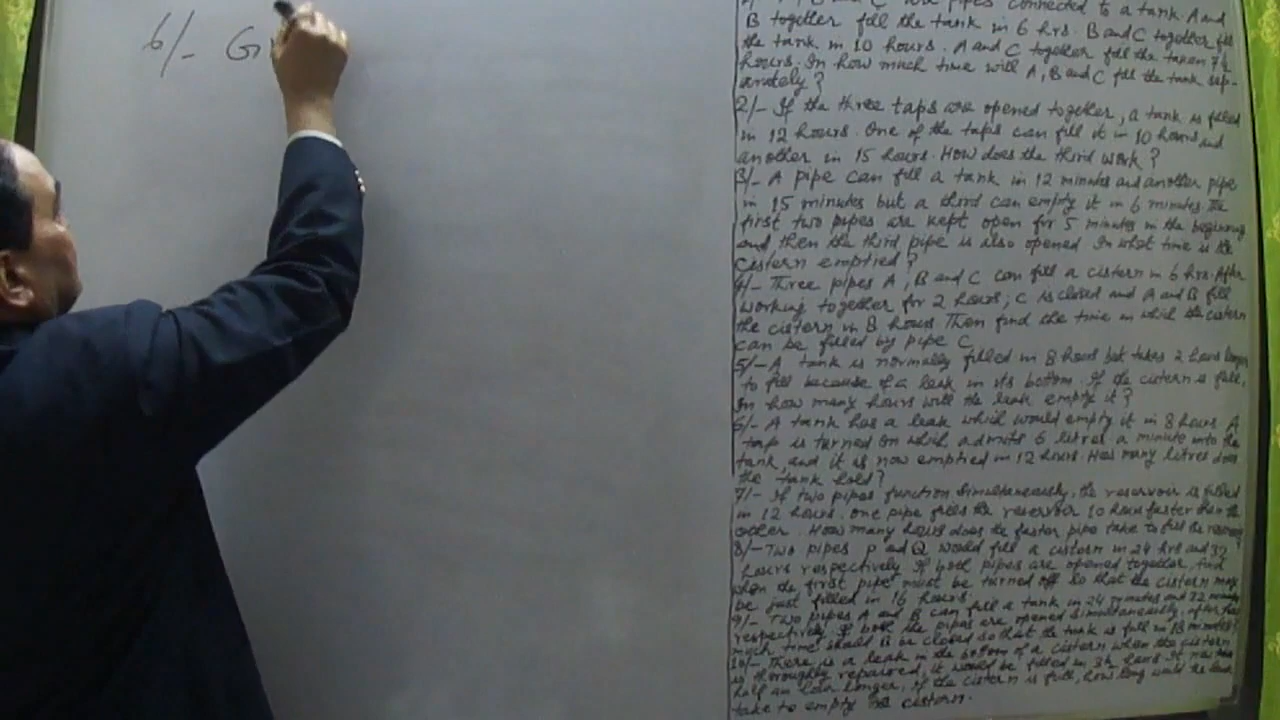 6/- G
B together fill the tank in 6 hrs. B and C together fill
the tank in 10 hours. A and C together fill the taken 7½
hours. In how much time will A, B and C fill the tank sep-
arately?
2/- If the three taps are opened together, a tank is filled
in 12 hours. One of the taps can fill it in 10 hours and
another in 15 hours. How does the third work?
3/- A pipe can fill a tank in 12 minutes and another pipe
in 15 minutes but a third can empty it in 6 minutes The
first two pipes are kept open for 5 minutes in the beginning
and then the third pipe is also opened In what time is the
cistern emptied?
4/- Three pipes A, B and C can fill a cistern in 6 hrs. After
working together for 2 hours, C is closed and A and B fill
the cistern in 8 hours. Then find the time in which the cistern
can be filled by pipe C
5/- A tank is normally filled in 8 hours but takes 2 hours longer
to fill because of a leak in its bottom. If the cistern is full,
In how many hours will the leak empty it?
6/- A tank has a leak which would empty it in 8 hours A
tap is turned on which admits 6 litres a minute into the
tank, and it is now emptied in 12 hours. How many litres does
the tank hold?
7/- If two pipes function simultaneously, the reservoir is filled
in 12 hours. one pipe fills the reservoir 10 hours faster than the
other. How many hours does the faster pipe take to fill the
8/- Two pipes P and Q would fill a cistern in 24 hrs and 32
hours respectively If both pipes are opened together, find
when the first pipe must be turned off so that the cistern may
be just filled in 16 hours.
9/- Two pipes A and B can fill a tank in 24 minutes and 32 minutes
respectively. If both the pipes are opened simultaneously, after how
much time should B be closed so that the tank is full in 18 minutes?
10/- There is a leak in the bottom of a cistern when the cistern
is thoroughly repaired, it would be filled in 3½ hours. It now takes
half an hour longer. If the cistern is full, how long would the leak
take to empty the cistern.